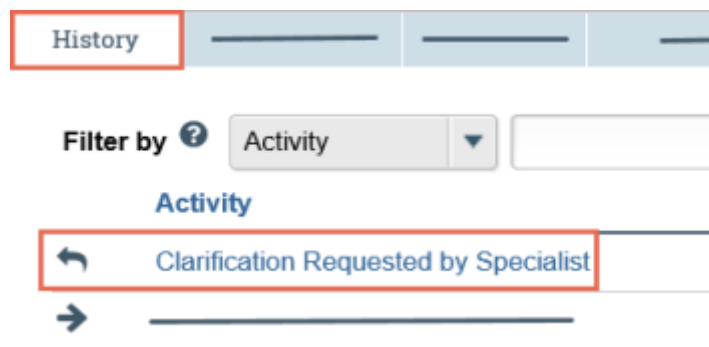 History
Filter by ? Activity
Activity
Clarification Requested by Specialist